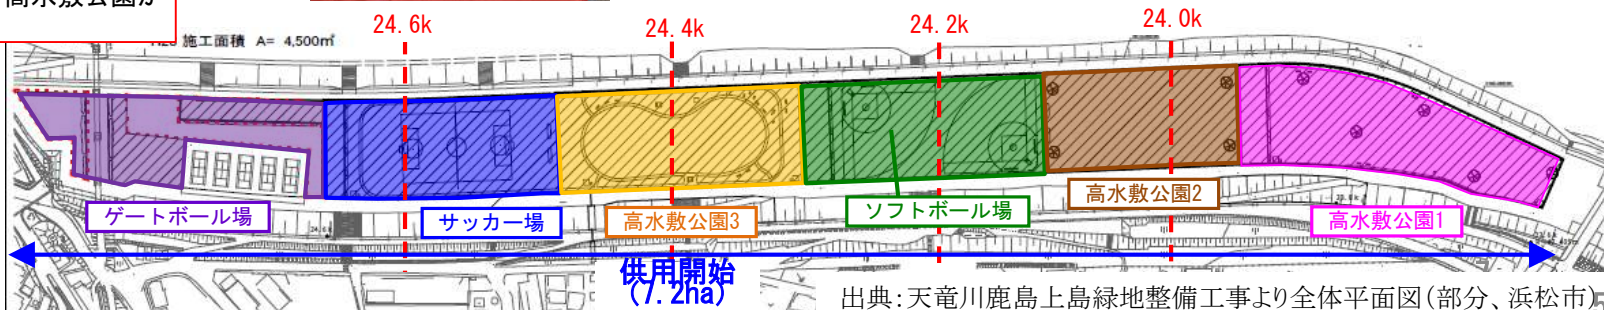 高水敷公園が
24.6k
24.4k
24.2k
24.0k
施工面積 A= 4,500㎡
ゲートボール場
サッカー場
高水敷公園3
ソフトボール場
高水敷公園2
高水敷公園1
供用開始
(7.2ha)
出典:天竜川鹿島上島緑地整備工事より全体平面図(部分、浜松市)